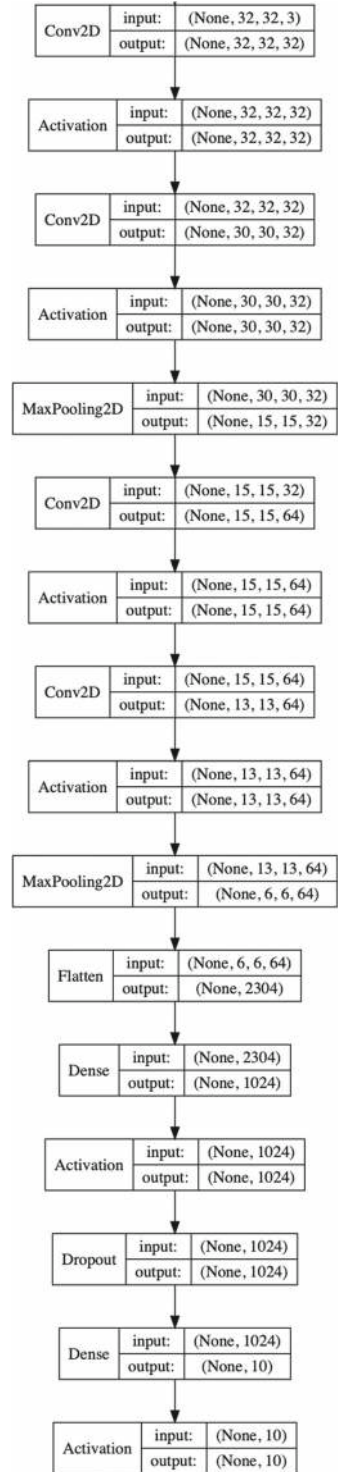 Conv2D input: (None, 32, 32, 3)
output: (None, 32, 32, 32)
Activation input: (None, 32, 32, 32)
output: (None, 32, 32, 32)
Conv2D input: (None, 32, 32, 32)
output: (None, 30, 30, 32)
Activation input: (None, 30, 30, 32)
output: (None, 30, 30, 32)
MaxPooling2D input: (None, 30, 30, 32)
output: (None, 15, 15, 32)
Conv2D input: (None, 15, 15, 32)
output: (None, 15, 15, 64)
Activation input: (None, 15, 15, 64)
output: (None, 15, 15, 64)
Conv2D input: (None, 15, 15, 64)
output: (None, 13, 13, 64)
Activation input: (None, 13, 13, 64)
output: (None, 13, 13, 64)
MaxPooling2D input: (None, 13, 13, 64)
output: (None, 6, 6, 64)
Flatten input: (None, 6, 6, 64)
output: (None, 2304)
Dense input: (None, 2304)
output: (None, 1024)
Activation input: (None, 1024)
output: (None, 1024)
Dropout input: (None, 1024)
output: (None, 1024)
Dense input: (None, 1024)
output: (None, 10)
Activation input: (None, 10)
output: (None, 10)